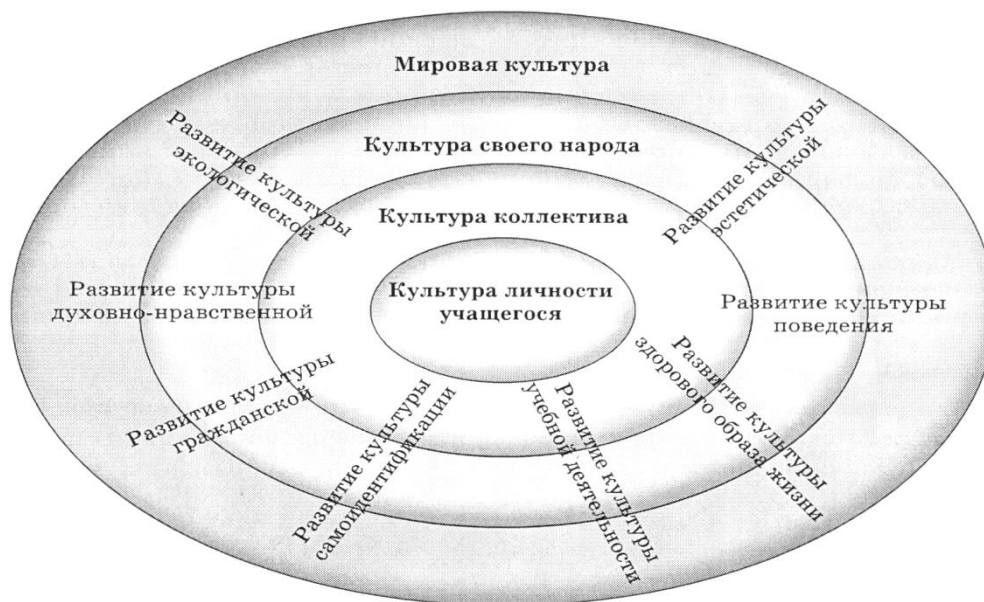 Мировая культура
Культура своего народа
Культура коллектива
Культура личности
учащегося
Развитие культуры
экологической
Развитие культуры
эстетической
Развитие культуры
духовно-нравственной
Развитие культуры
поведения
Развитие культуры
гражданской
Развитие культуры
самоидентификации
Развитие культуры
учебной деятельности
Развитие культуры
здорового образа жизни